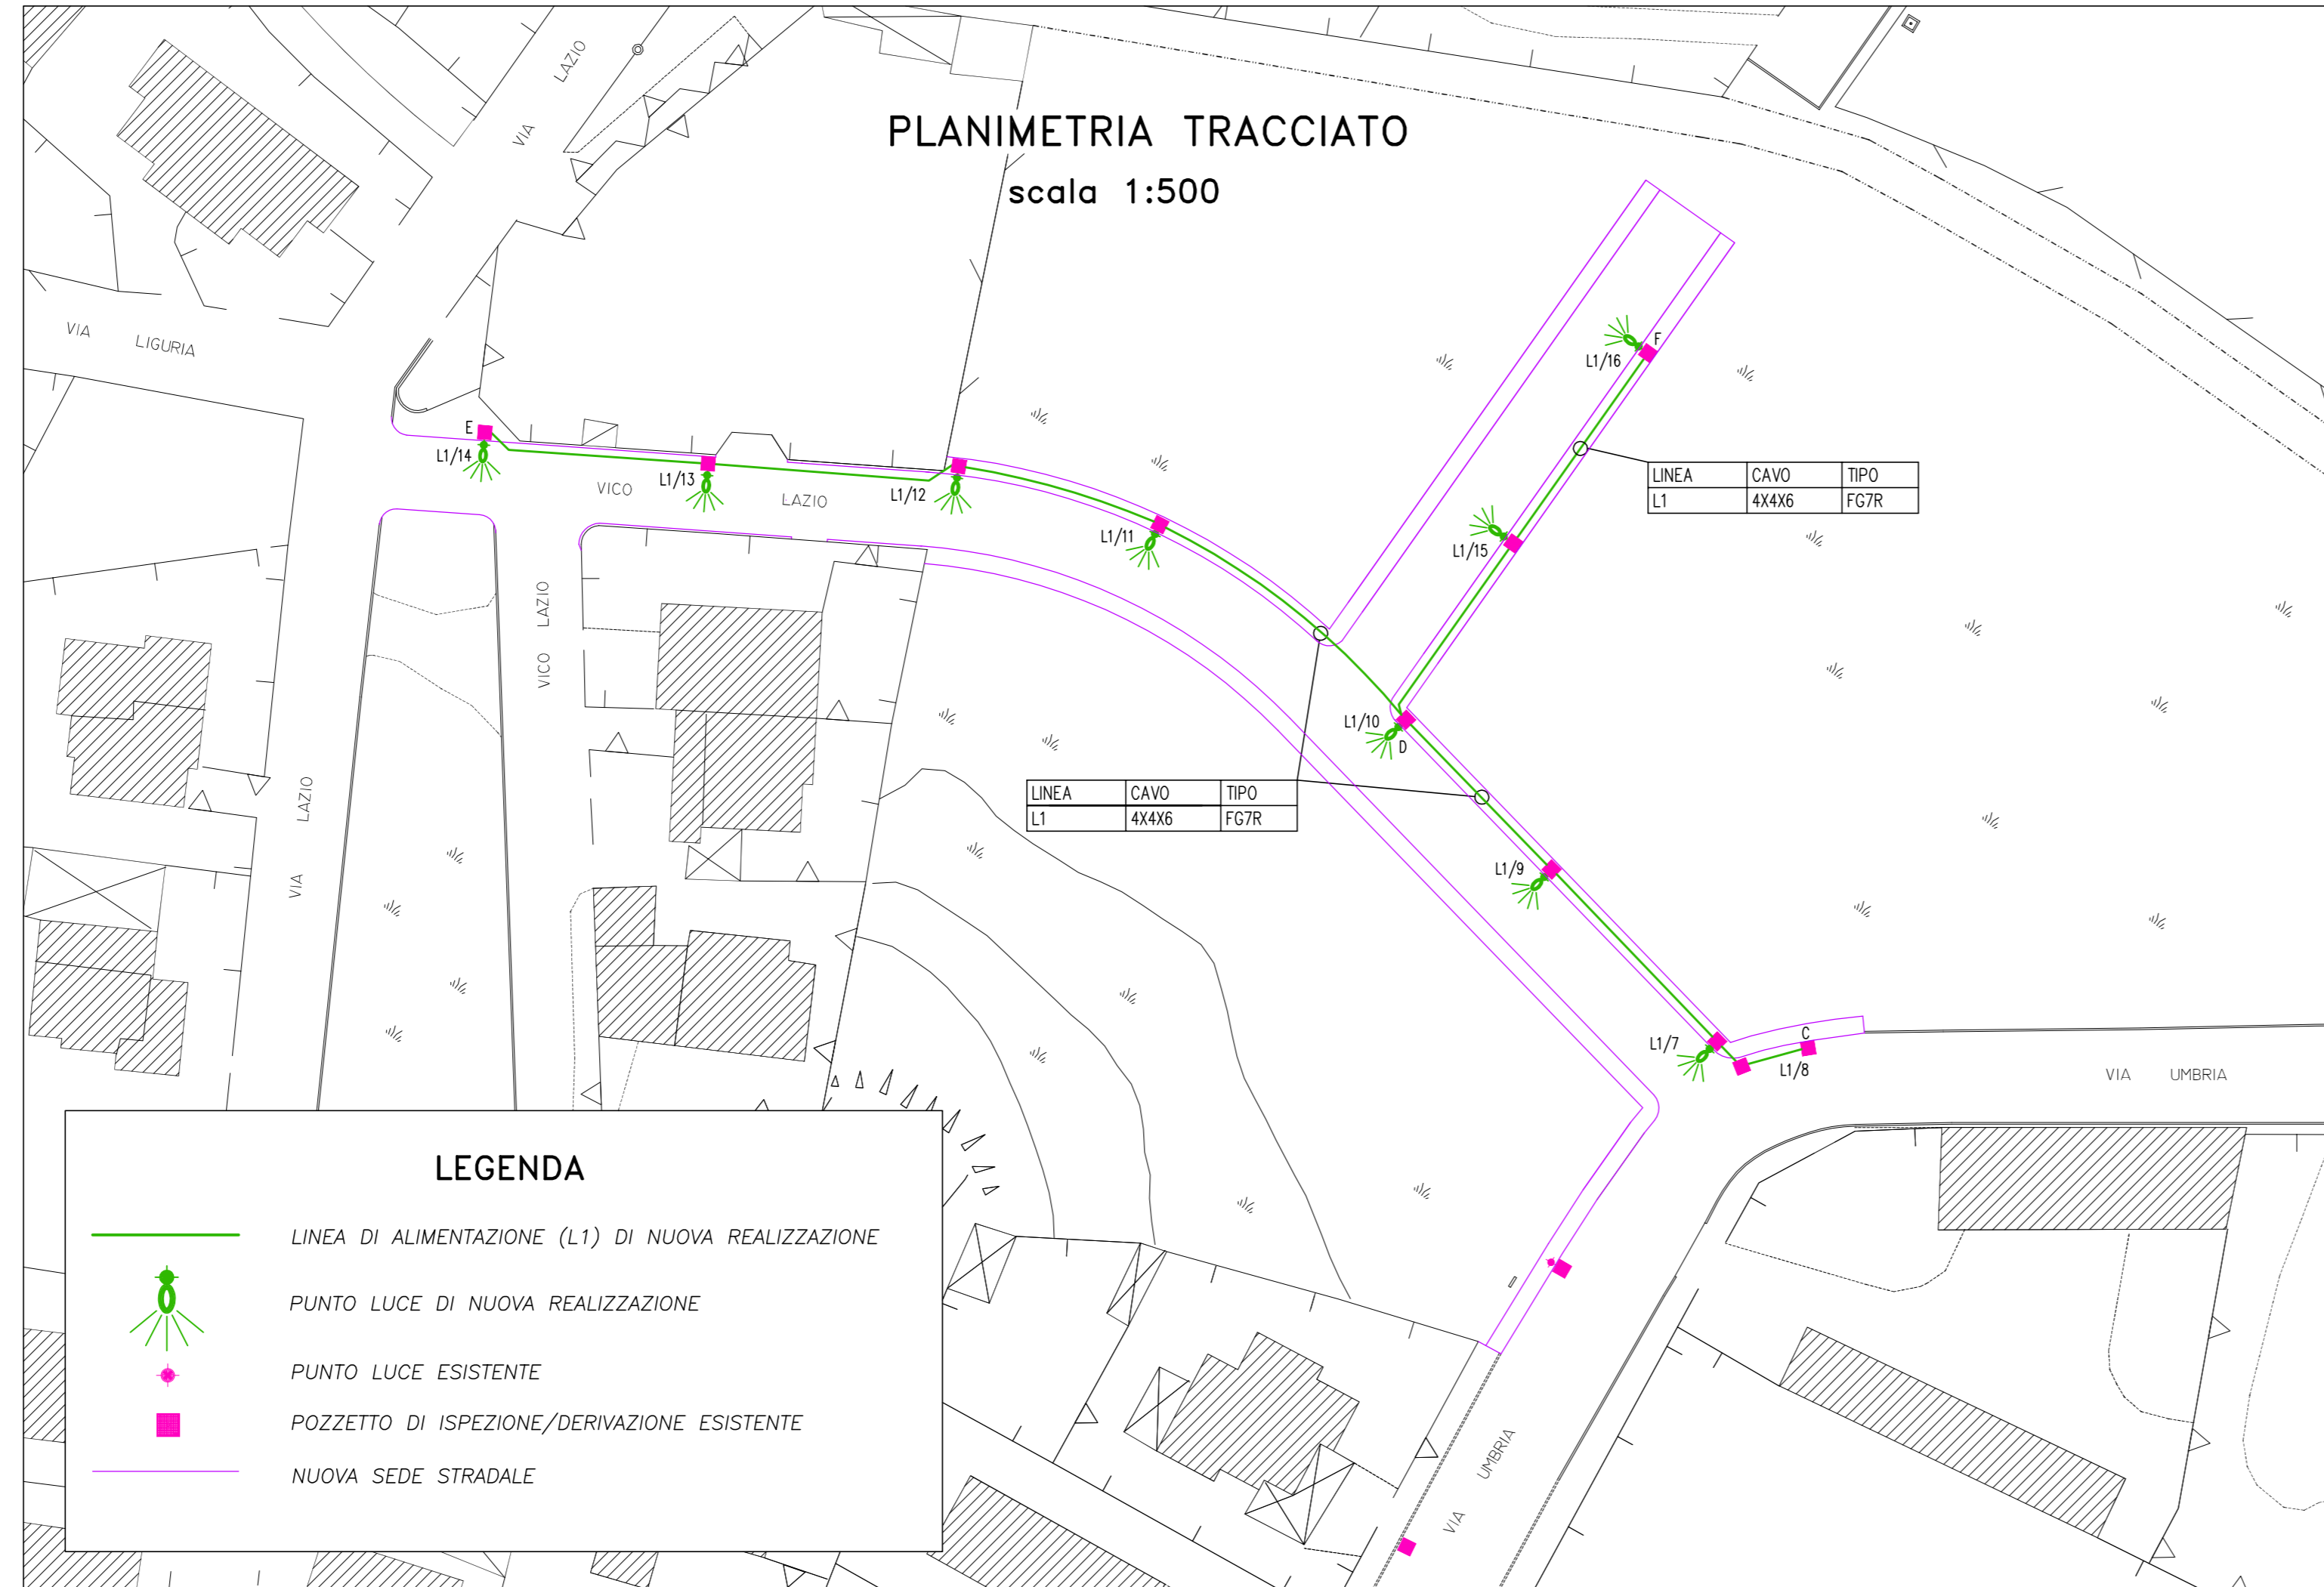 VIA LAZIO
PLANIMETRIA TRACCIATO
scala 1:500
VIA LIGURIA
F
L1/16
E
L1/14
L1/13
L1/12
VICO LAZIO
L1/11
L1/15
LINEA CAVO TIPO
L1 4X4X6 FG7R
VICO LAZIO
L1/10
D
VIA LAZIO
LINEA CAVO TIPO
L1 4X4X6 FG7R
L1/9
L1/7
C
L1/8
VIA UMBRIA
LEGENDA
LINEA DI ALIMENTAZIONE (L1) DI NUOVA REALIZZAZIONE
PUNTO LUCE DI NUOVA REALIZZAZIONE
PUNTO LUCE ESISTENTE
POZZETTO DI ISPEZIONE/DERIVAZIONE ESISTENTE
NUOVA SEDE STRADALE
VIA UMBRIA